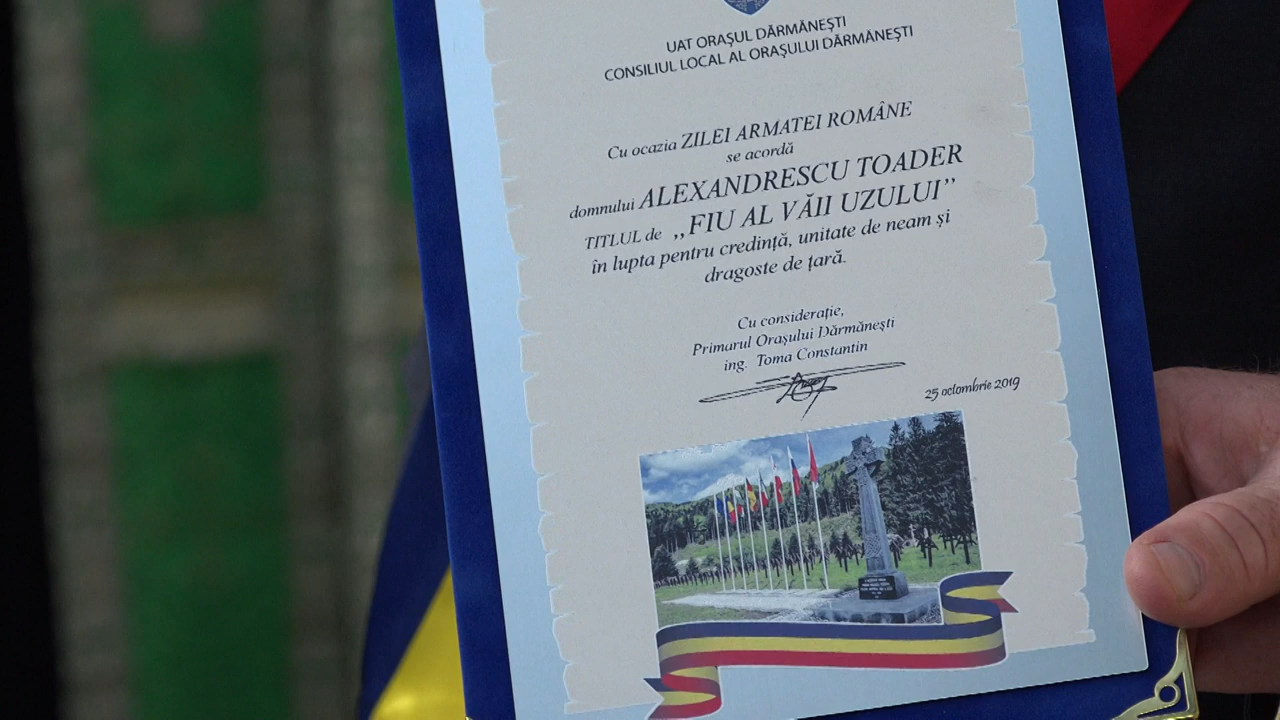 UAT ORAȘUL DĂRMĂNEȘTI
CONSILIUL LOCAL AL ORAȘULUI DĂRMĂNEȘTI
Cu ocazia ZILEI ARMATEI ROMÂNE
se acordă
domnului ALEXANDRESCU TOADER
TITLUL de ,,FIU AL VĂII UZULUI”
în lupta pentru credință, unitate de neam și
dragoste de țară.
Cu considerație,
Primarul Orașului Dărmănești
ing. Toma Constantin
25 octombrie 2019